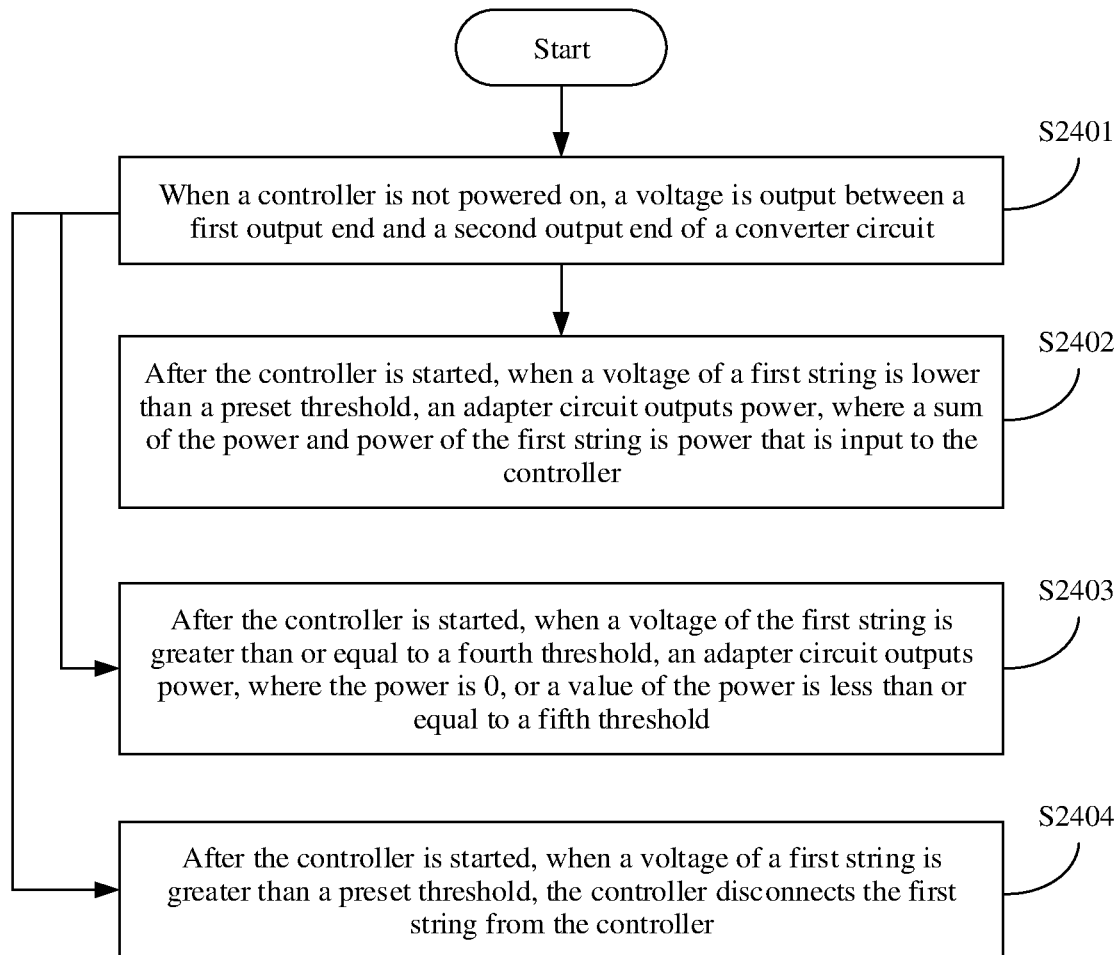 Start
S2401
When a controller is not powered on, a voltage is output between a
first output end and a second output end of a converter circuit
S2402
After the controller is started, when a voltage of a first string is lower
than a preset threshold, an adapter circuit outputs power, where a sum
of the power and power of the first string is power that is input to the
controller
S2403
After the controller is started, when a voltage of the first string is
greater than or equal to a fourth threshold, an adapter circuit outputs
power, where the power is 0, or a value of the power is less than or
equal to a fifth threshold
S2404
After the controller is started, when a voltage of a first string is
greater than a preset threshold, the controller disconnects the first
string from the controller